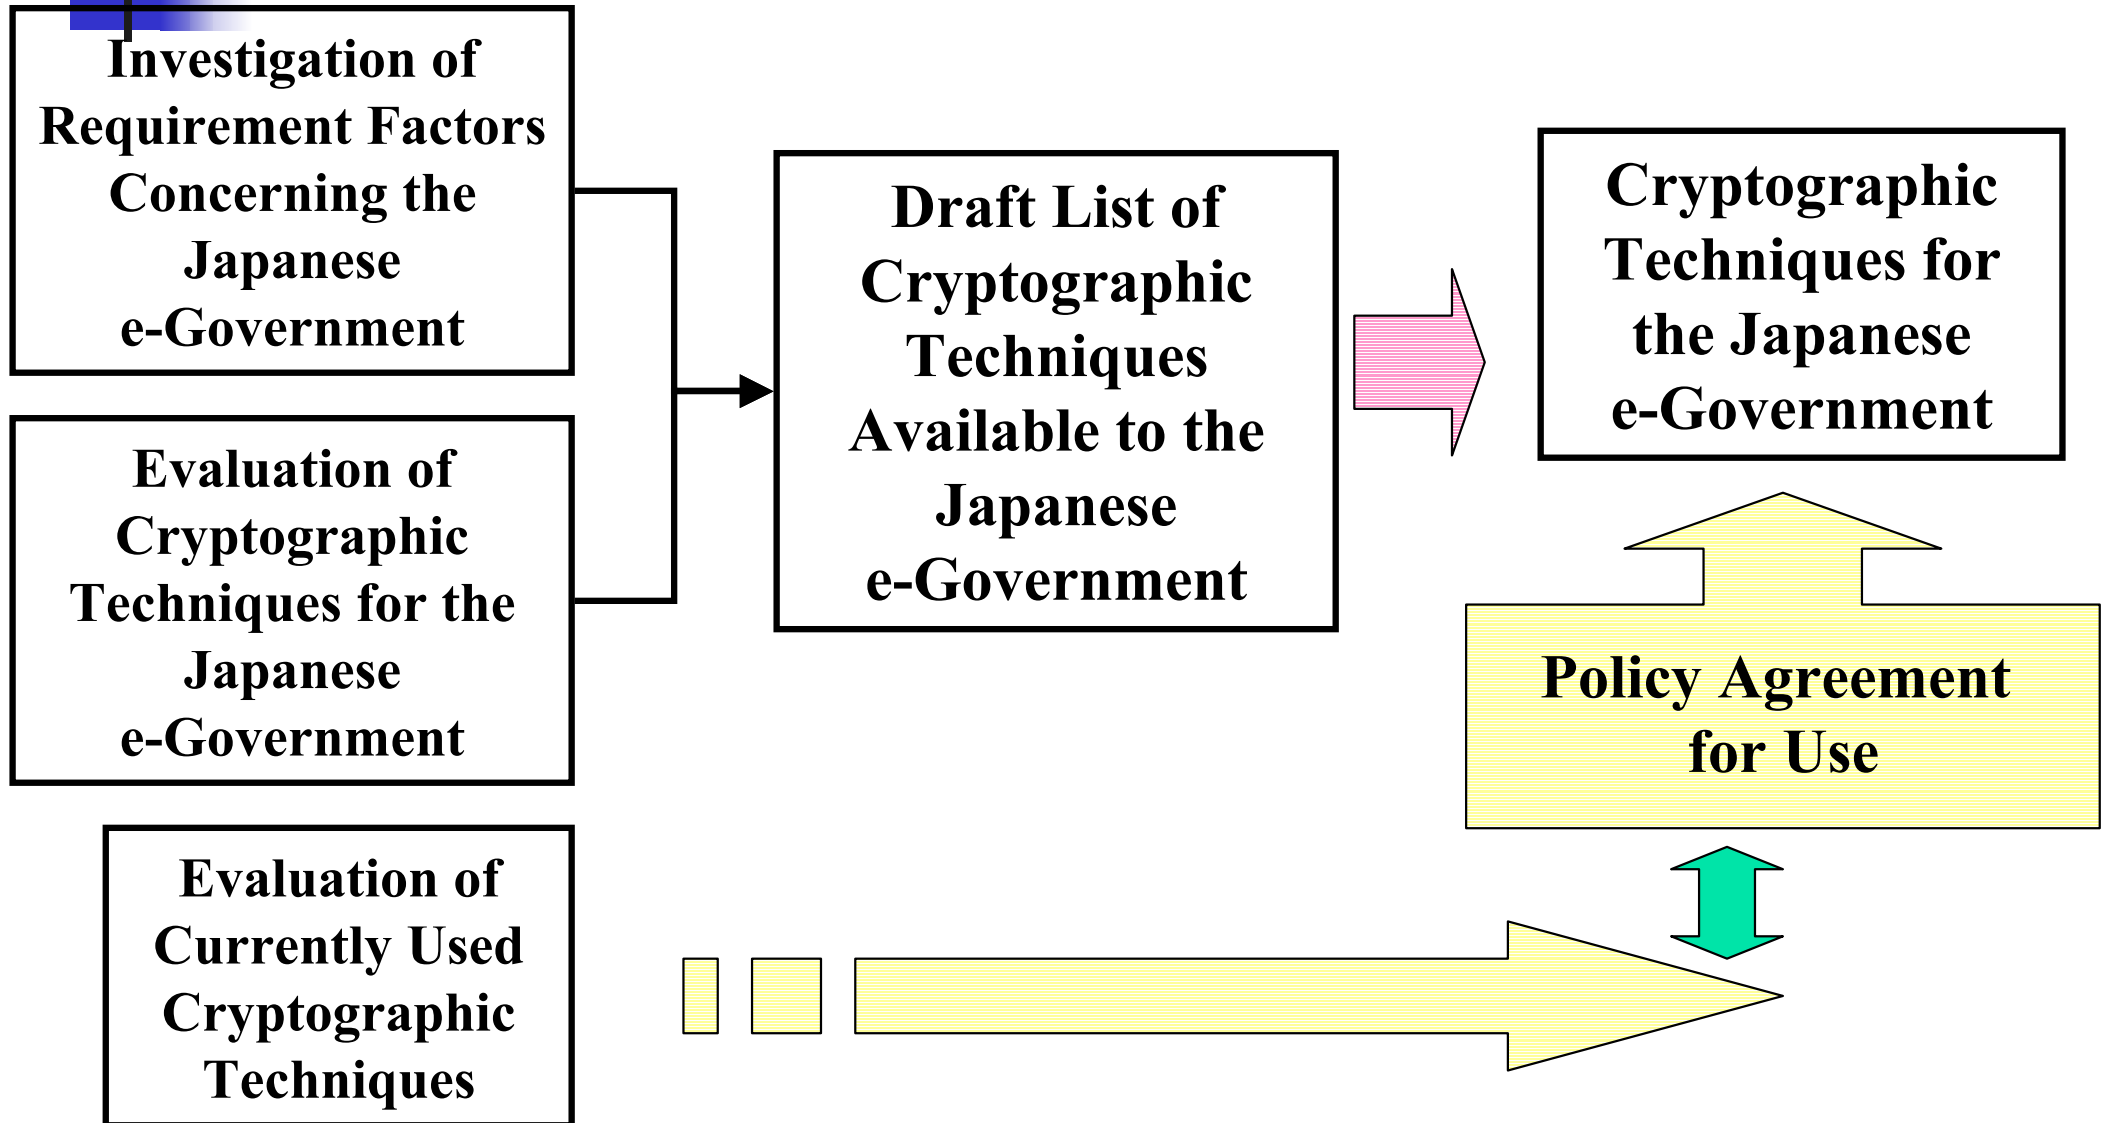 Investigation of
Requirement Factors
Concerning the
Japanese
e-Government
Evaluation of
Cryptographic
Techniques for the
Japanese
e-Government
Evaluation of
Currently Used
Cryptographic
Techniques
Draft List of
Cryptographic
Techniques
Available to the
Japanese
e-Government
Cryptographic
Techniques for
the Japanese
e-Government
Policy Agreement
for Use